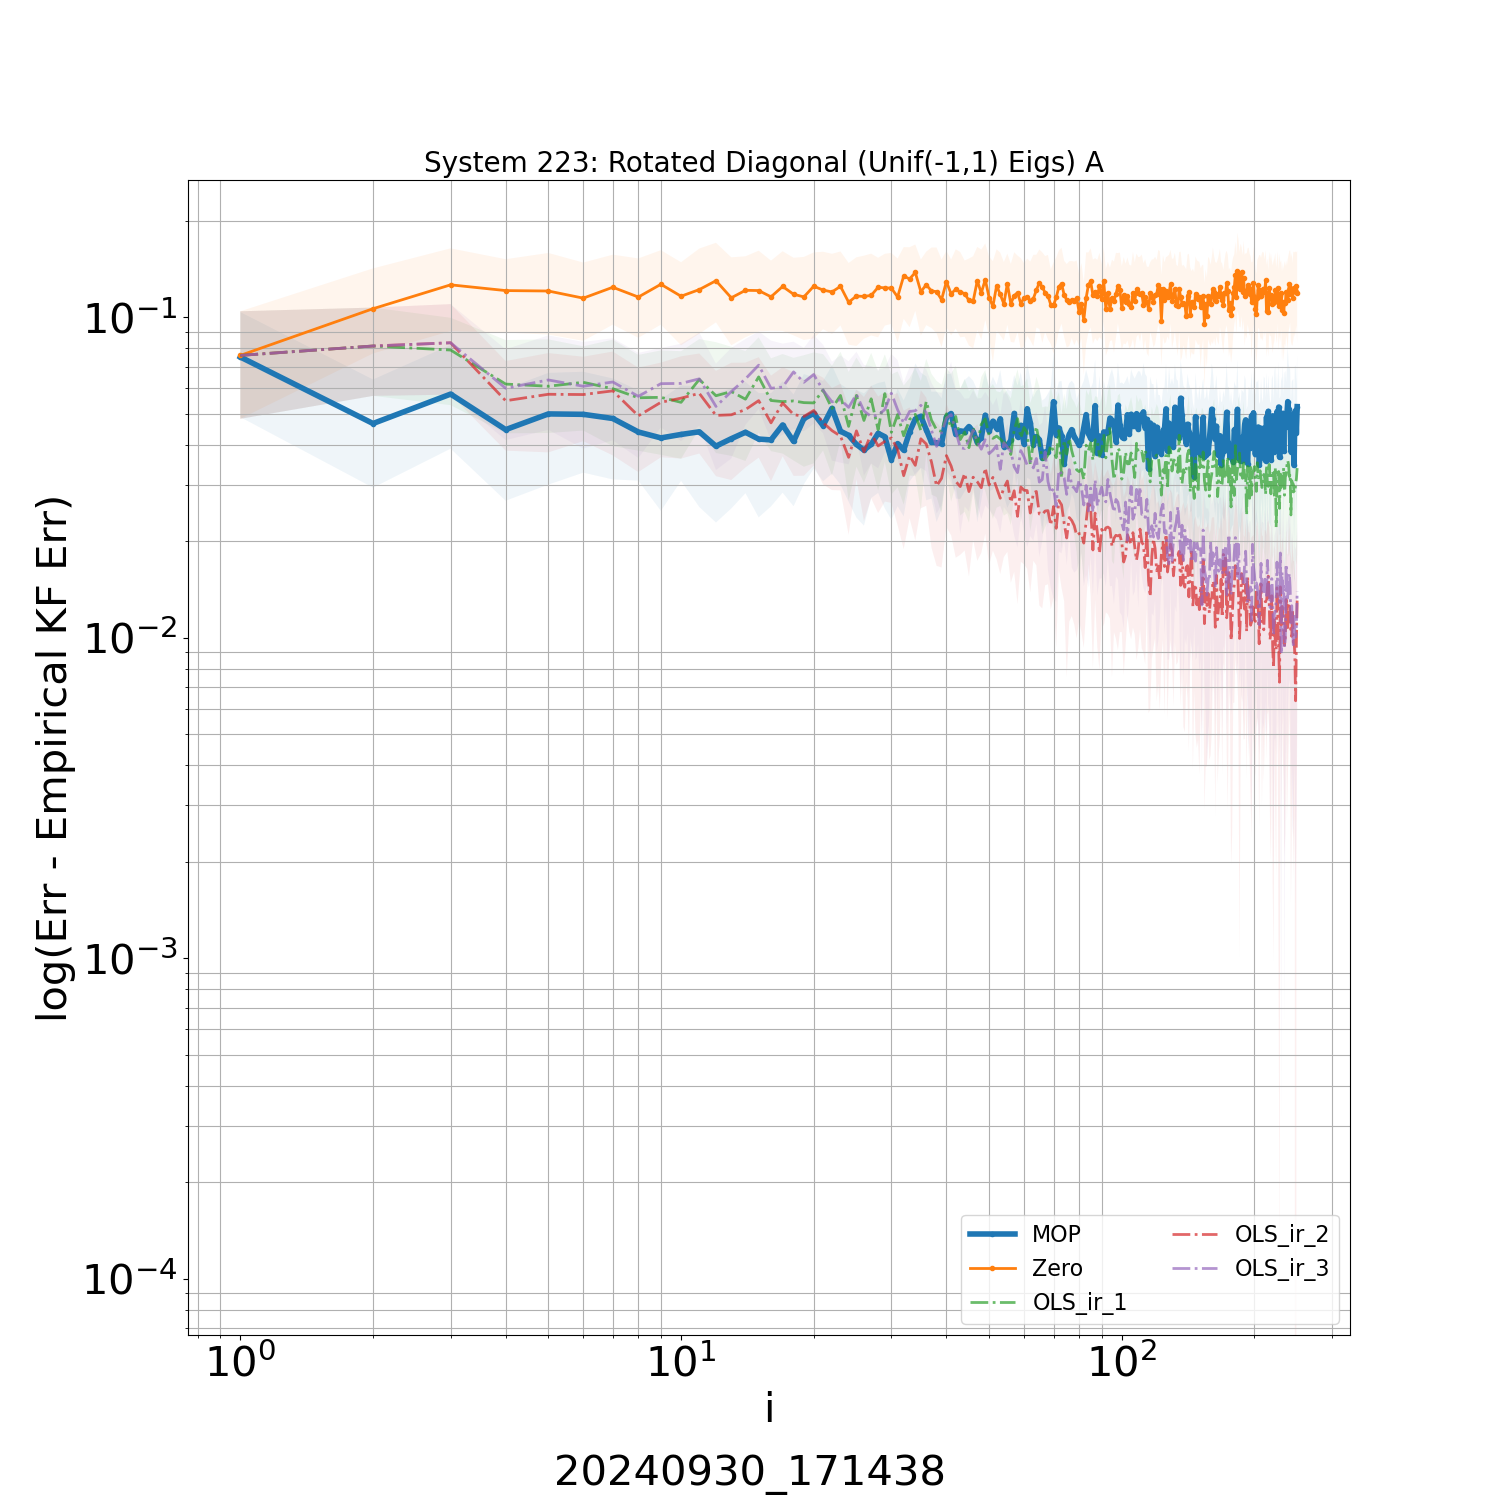 System 223: Rotated Diagonal (Unif(-1,1) Eigs) A
log(Err - Empirical KF Err)
10⁻¹
10⁻²
10⁻³
10⁻⁴
10⁰ 10¹ 10²
i
MOP
Zero
OLS_ir_1
OLS_ir_2
OLS_ir_3
20240930_171438